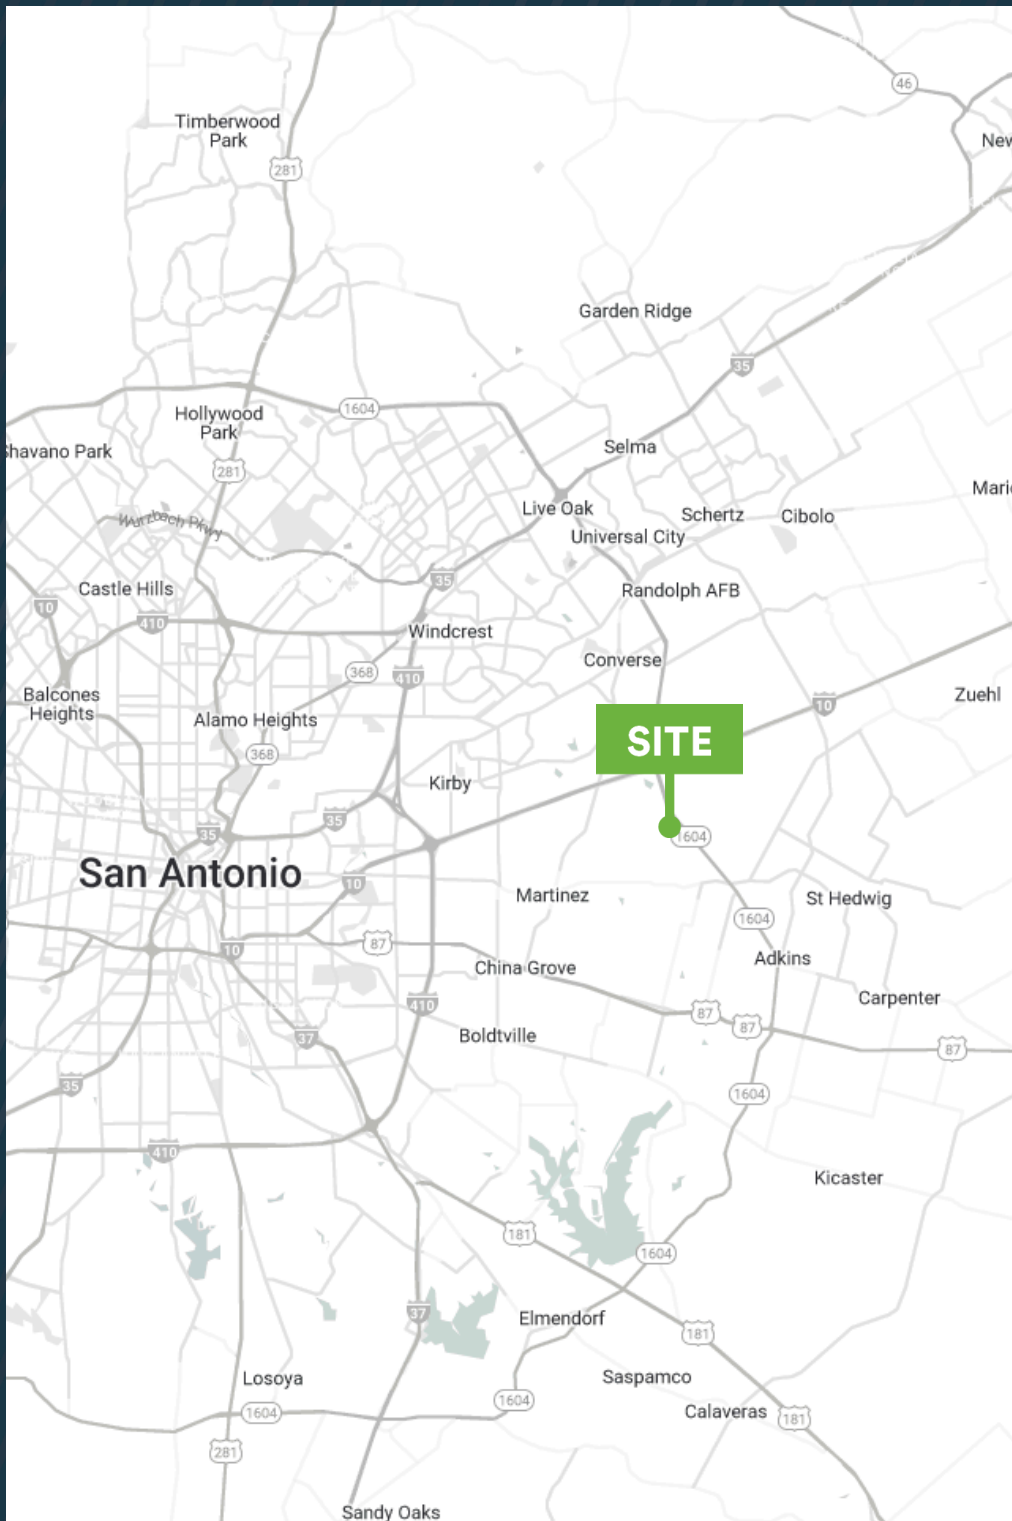 46
Timberwood
Park
New
281
Garden Ridge
35
1604
Hollywood
Park
Shavano Park
Selma
281
Mari
Live Oak
Schertz
Cibolo
Wurzbach Pkwy
Universal City
35
Castle Hills
Randolph AFB
10
410
Windcrest
Converse
368
410
Balcones
Heights
Zuehl
10
Alamo Heights
SITE
368
Kirby
35
35
1604
San Antonio
10
Martinez
St Hedwig
1604
87
10
Adkins
China Grove
Carpenter
410
87
87
Boldtville
37
87
35
1604
410
Kicaster
181
1604
37
Elmendorf
181
Losoya
Saspamco
1604
1604
Calaveras
181
281
Sandy Oaks